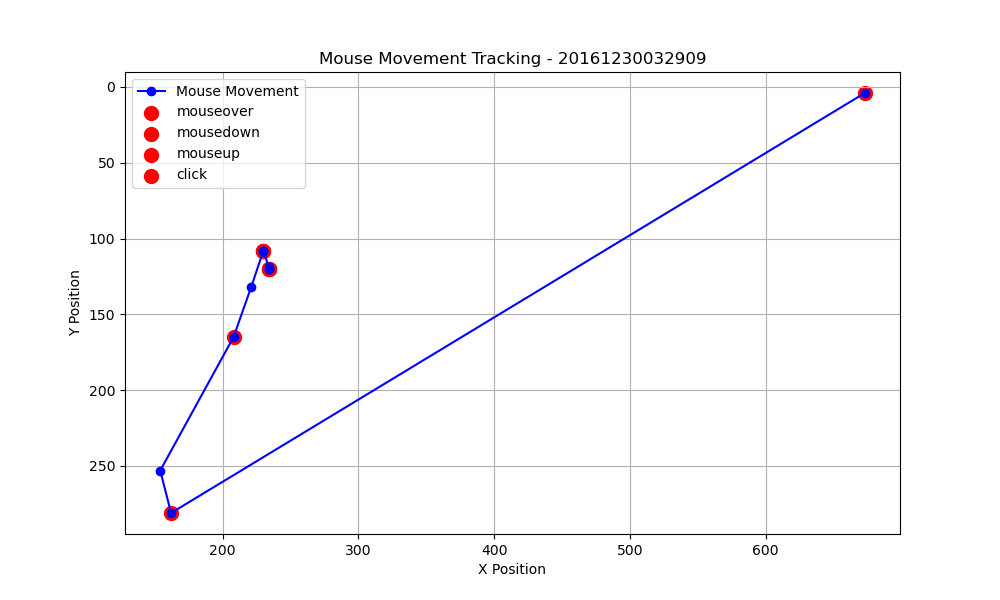 Mouse Movement Tracking - 20161230032909
Mouse Movement
mouseover
mousedown
mouseup
click
0
50
100
150
200
250
Y Position
200 300 400 500 600
X Position